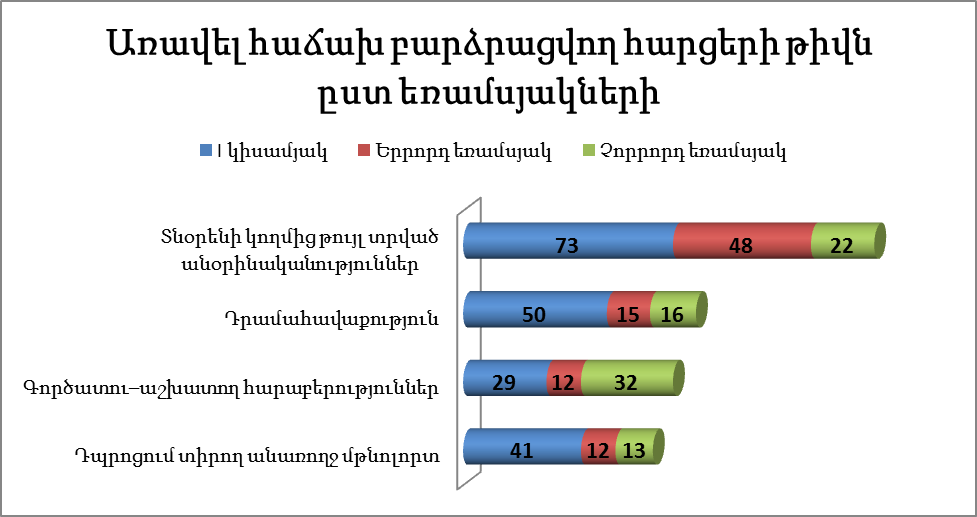 Առավել հաճախ բարձրացվող հարցերի թիվն
ըստ եռամսյակների
I կիսամյակ Երրորդ եռամսյակ Չորրորդ եռամսյակ
Տնօրենի կողմից թույլ տրված
անօրինականություններ
73 48 22
Դրամահավաքություն
50 15 16
Գործատու–աշխատող հարաբերություններ
29 12 32
Դպրոցում տիրող անառողջ մթնոլորտ
41 12 13